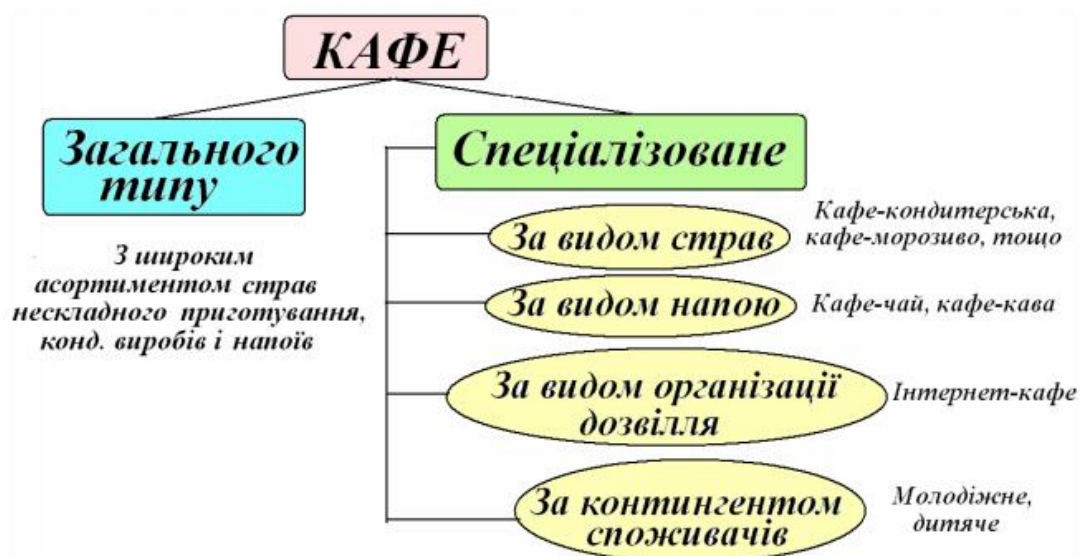 КАФЕ
Загального
типу
З широким
асортиментом страв
нескладного приготування,
конд. виробів і напоїв
Спеціалізоване
За видом страв
Кафе-кондитерська,
кафе-морозиво, тощо
За видом напою
Кафе-чай, кафе-кава
За видом організації
дозвілля
Інтернет-кафе
За контингентом
споживачів
Молодіжне,
дитяче